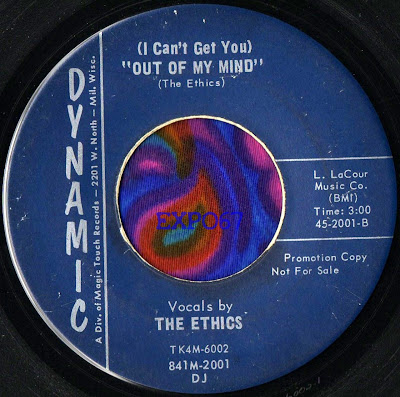 (I Can't Get You)
"OUT OF MY MIND"
(The Ethics)
DYNAMIC
A Div. of Magic Touch Records — 2201 W. North — Mil. Wisc.
L. LaCour
Music Co.
(BMI)
Time: 3:00
45-2001-B
Promotion Copy
Not For Sale
EXPO67
Vocals by
THE ETHICS
TK4M-6002
841M-2001
DJ